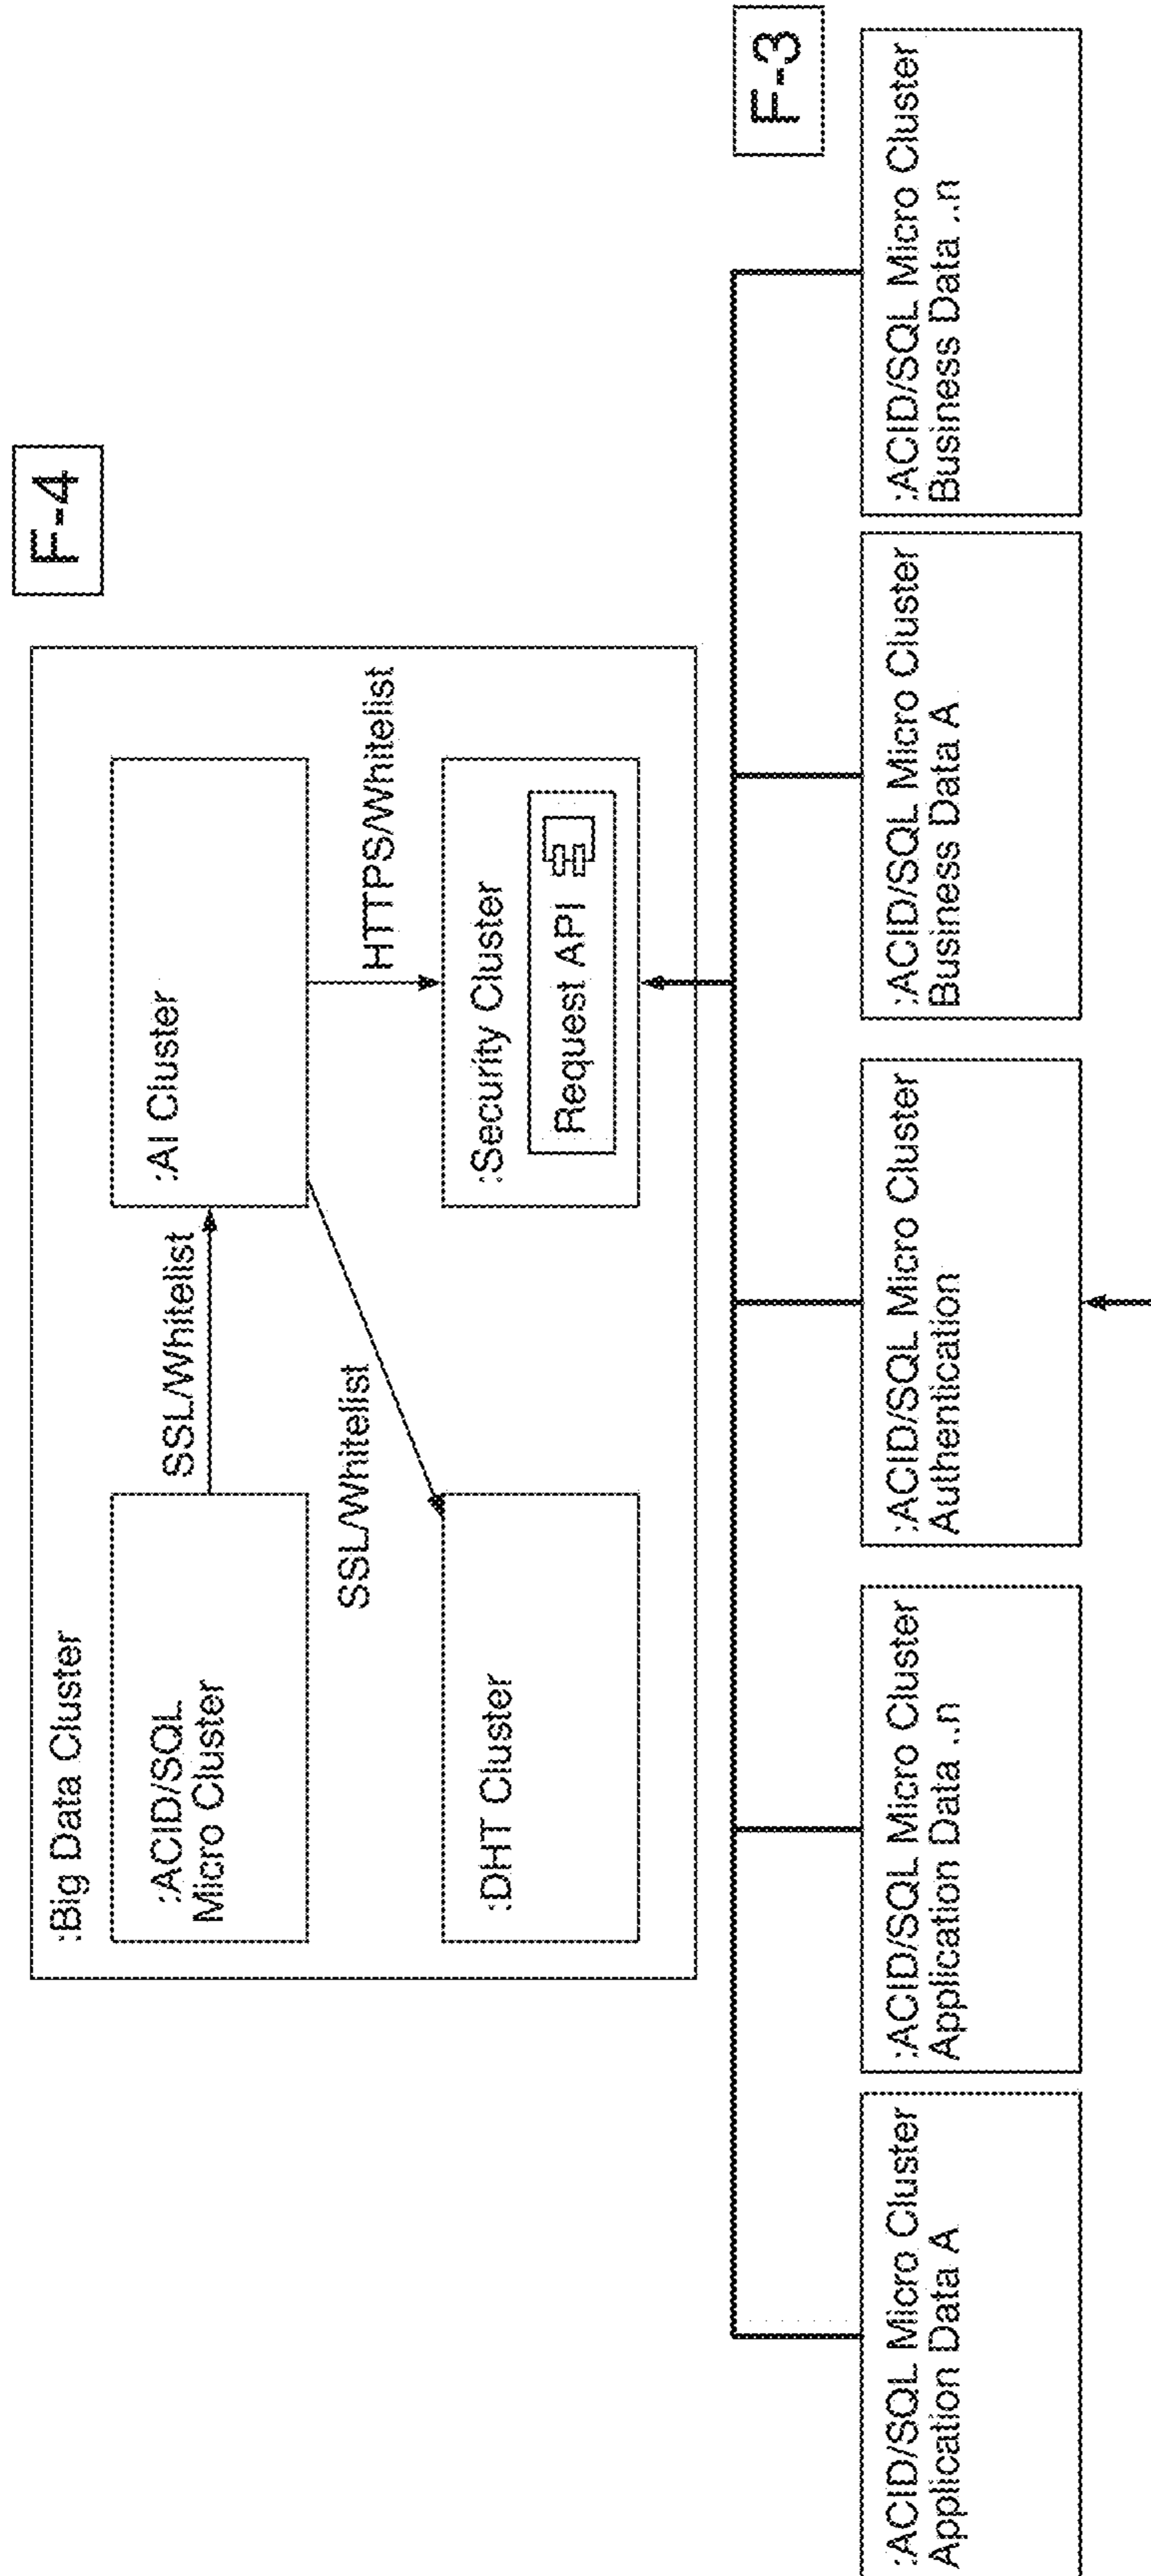 F-4
:Big Data Cluster
:ACID/SQL
Micro Cluster
SSL/Whitelist
:AI Cluster
SSL/Whitelist
HTTPS/Whitelist
:DHT Cluster
:Security Cluster
Request API
F-3
:ACID/SQL Micro Cluster
Application Data A
:ACID/SQL Micro Cluster
Application Data ..n
:ACID/SQL Micro Cluster
Authentication
:ACID/SQL Micro Cluster
Business Data A
:ACID/SQL Micro Cluster
Business Data ..n